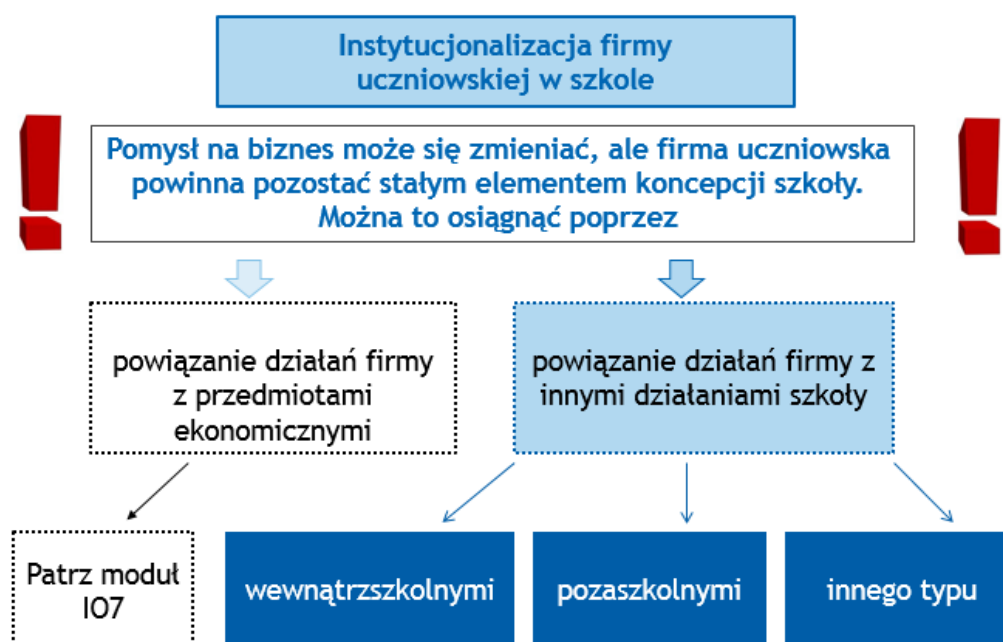 Instytucjonalizacja firmy
uczniowskiej w szkole
Pomysł na biznes może się zmieniać, ale firma uczniowska
powinna pozostać stałym elementem koncepcji szkoły.
Można to osiągnąć poprzez
powiązanie działań firmy
z przedmiotami
ekonomicznymi
powiązanie działań firmy z
innymi działaniami szkoły
Patrz moduł
IO7
wewnątrzszkolnymi
pozaszkolnymi
innego typu